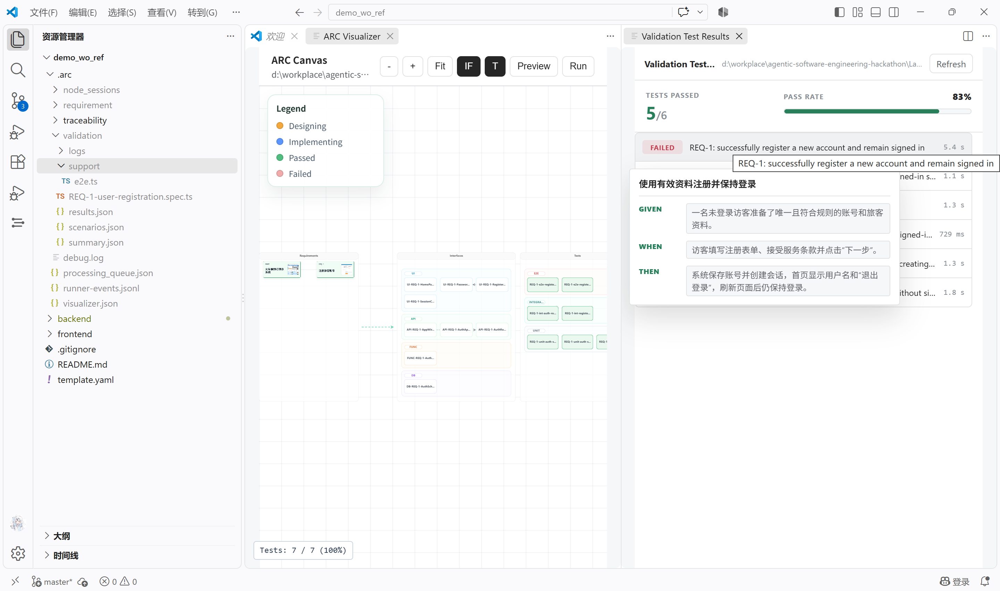 文件(F) 编辑(E) 选择(S) 查看(V) 转到(G) ···
demo_wo_ref
资源管理器
demo_wo_ref
.arc
node_sessions
requirement
traceability
validation
logs
support
TS e2e.ts
TS REQ-1-user-registration.spec.ts
{} results.json
{} scenarios.json
{} summary.json
debug.log
{} processing_queue.json
{} runner-events.jsonl
{} visualizer.json
backend
frontend
.gitignore
README.md
! template.yaml
大纲
时间线
3
欢迎
ARC Visualizer
ARC Canvas
d:\workplace\agentic-s···
-
+
Fit
IF
T
Preview
Run
Legend
Designing
Implementing
Passed
Failed
Requirements
火车票预订演示
系统
注册旅客账号
Interfaces
UI
UI-REQ-1-HomePa...
UI-REQ-1-Passwor...
UI-REQ-1-Register...
UI-REQ-1-SessionC...
API
API-REQ-1-AppWir...
API-REQ-1-AuthAp...
API-REQ-1-AuthRo...
FUNC
FUNC-REQ-1-Auth...
DB
DB-REQ-1-AuthSch...
Tests
E2E
REQ-1-e2e-registe...
REQ-1-e2e-registe...
INTEGRA...
REQ-1-int-auth-ro...
REQ-1-int-registe...
UNIT
REQ-1-unit-auth-s...
REQ-1-unit-auth-s...
REQ-1
Tests: 7 / 7 (100%)
Validation Test Results
Validation Test...
d:\workplace\agentic-software-engineering-hackathon\La...
Refresh
TESTS PASSED
5/6
PASS RATE
83%
FAILED
REQ-1: successfully register a new account and remain signed in
5.4 s
REQ-1: successfully register a new account and remain signed in
ned-in s...
1.1 s
1.3 s
igned-i...
729 ms
creating...
1.3 s
ithout si...
1.8 s
使用有效资料注册并保持登录
GIVEN
一名未登录访客准备了唯一且符合规则的账号和旅客
资料。
WHEN
访客填写注册表单、接受服务条款并点击“下一步”。
THEN
系统保存账号并创建会话，首页显示用户名和“退出
登录”，刷新页面后仍保持登录。
master*
0
0
登录